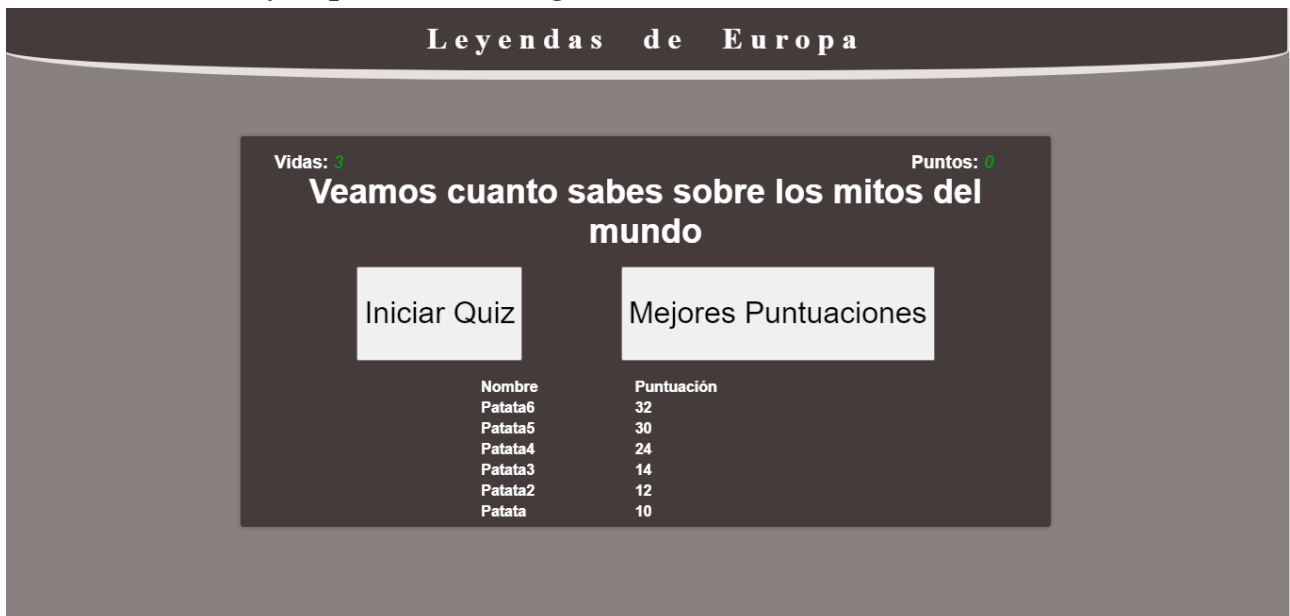 Leyendas de Europa
Vidas: 3 Puntos: 0
Veamos cuanto sabes sobre los mitos del
mundo
Iniciar Quiz Mejores Puntuaciones
Nombre Puntuación
Patata6 32
Patata5 30
Patata4 24
Patata3 14
Patata2 12
Patata 10